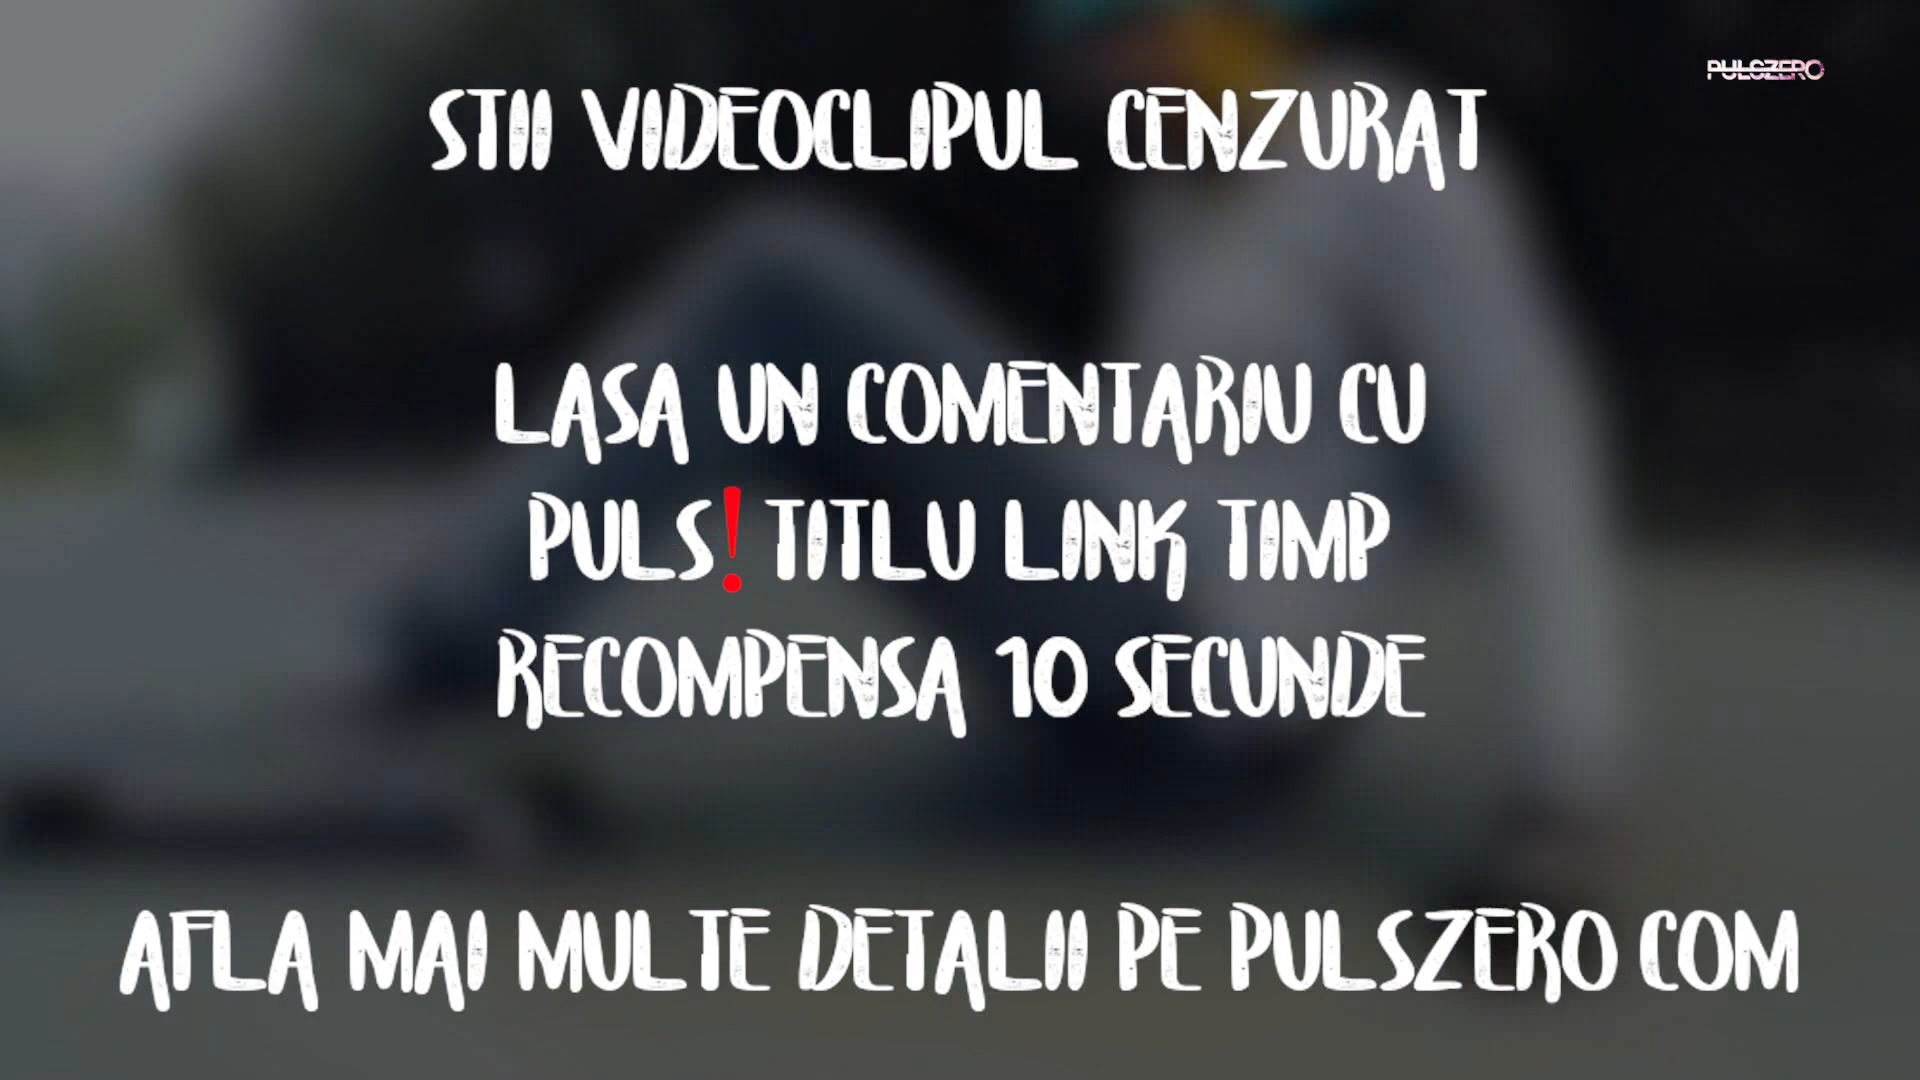 PULSZERO
STII VIDEOCLIPUL CENZURAT
LASA UN COMENTARIU CU
PULS! TITLU LINK TIMP
RECOMPENSA 10 SECUNDE
AFLA MAI MULTE DETALII PE PULSZERO COM